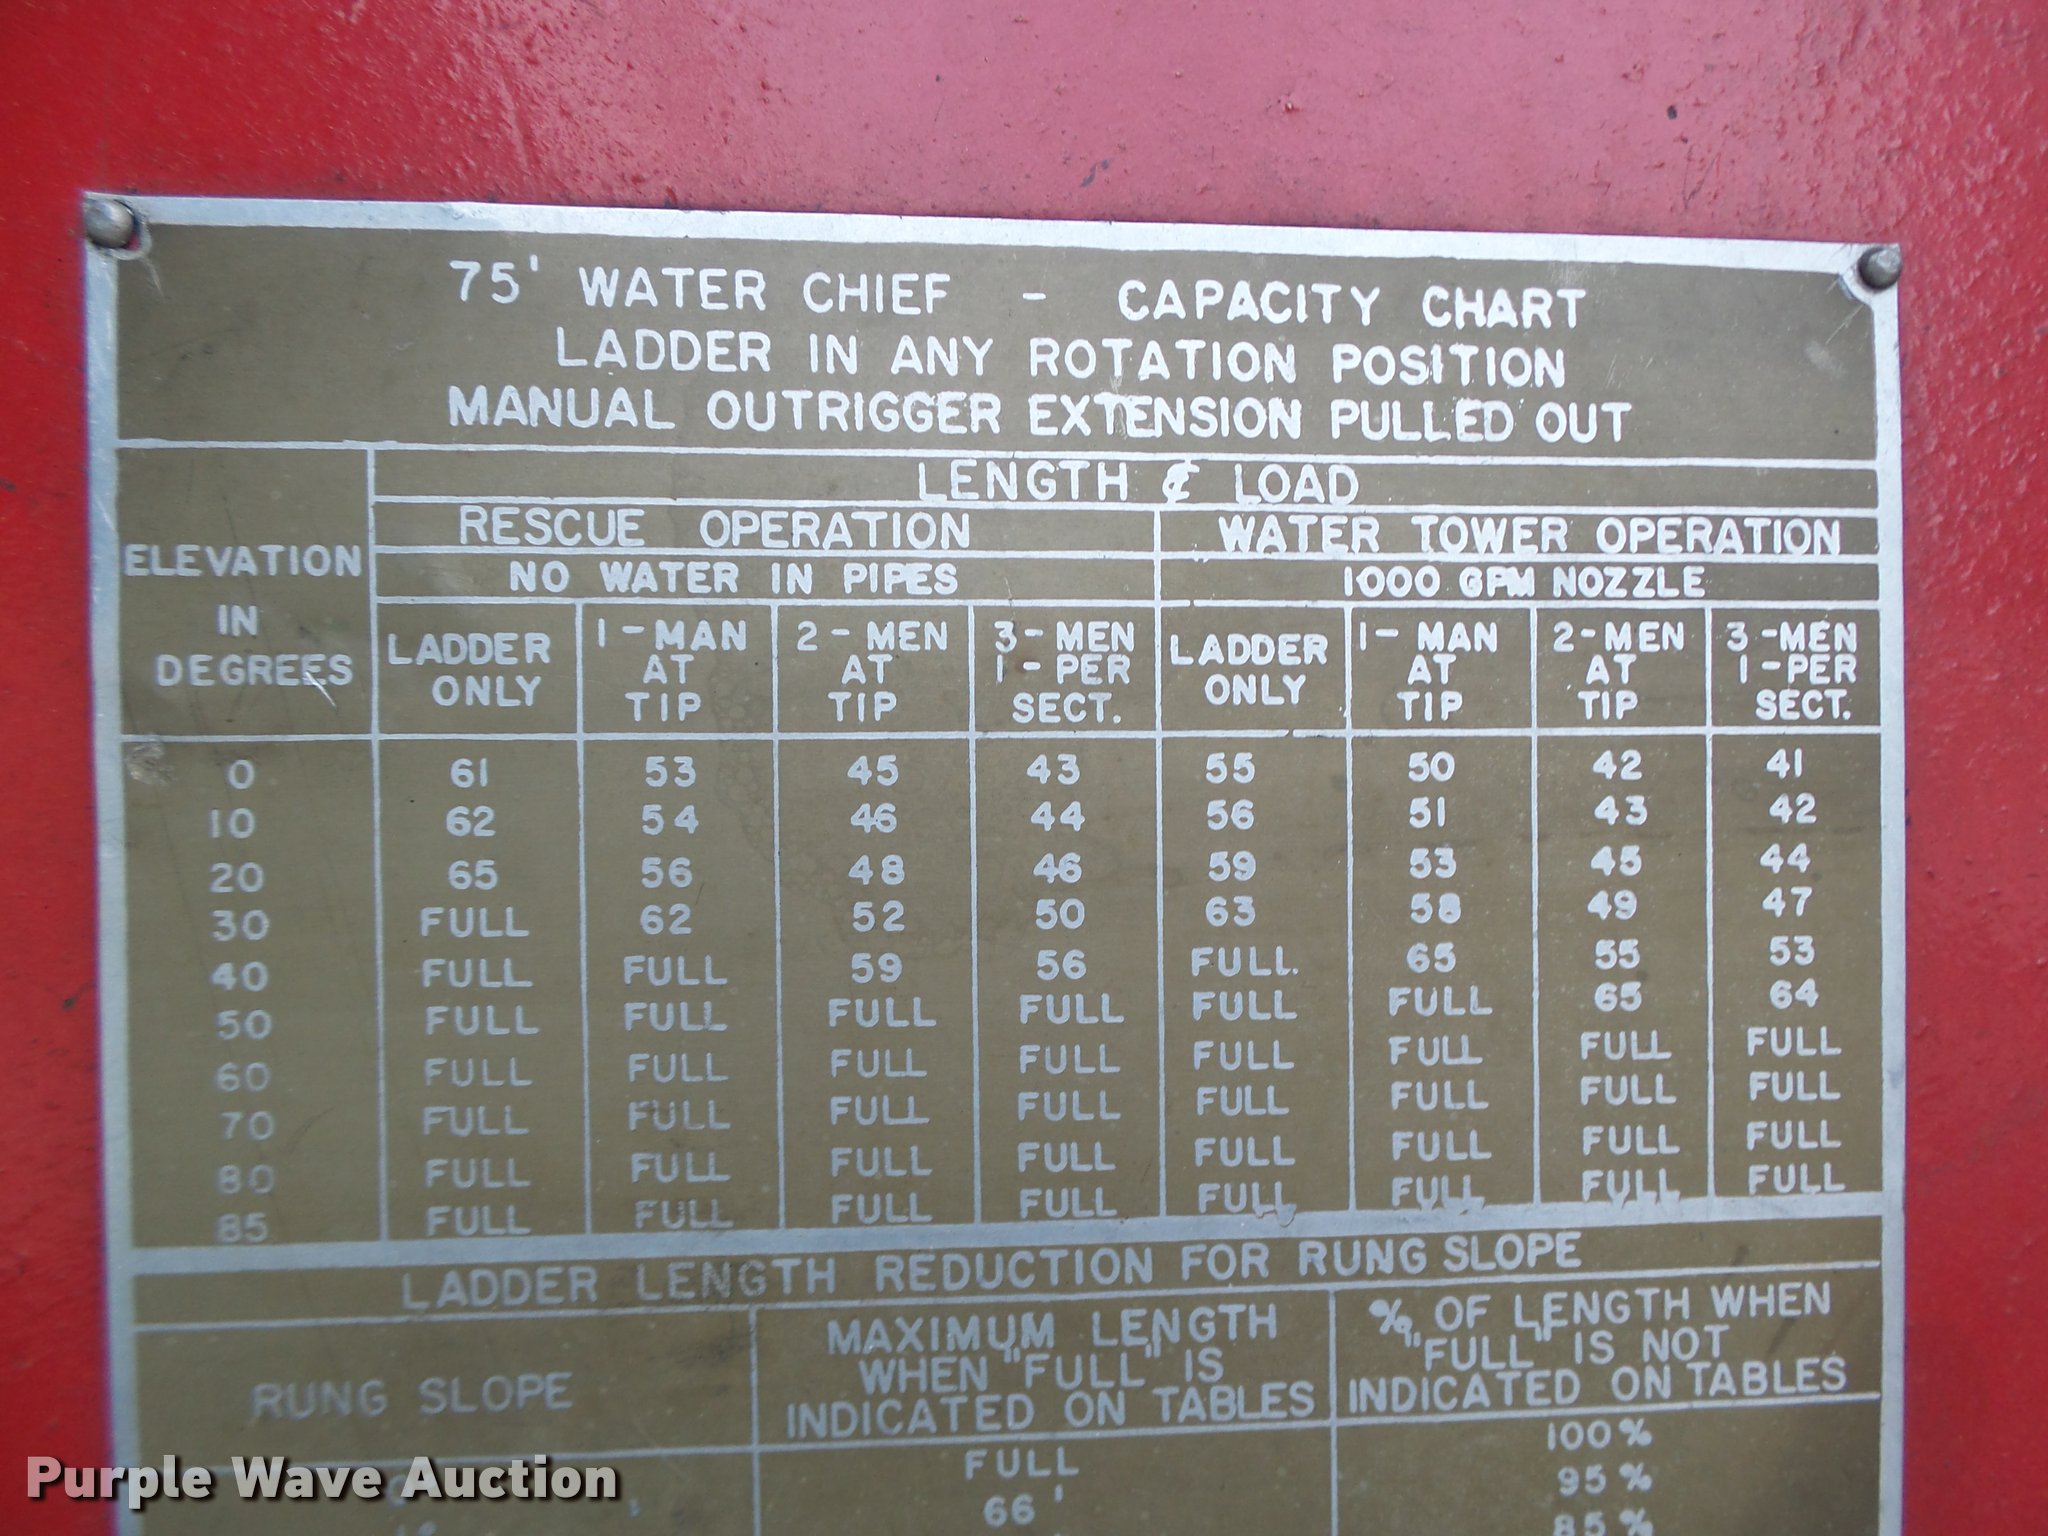 75' WATER CHIEF - CAPACITY CHART
LADDER IN ANY ROTATION POSITION
MANUAL OUTRIGGER EXTENSION PULLED OUT
LENGTH & LOAD
RESCUE OPERATION WATER TOWER OPERATION
NO WATER IN PIPES 1000 GPM NOZZLE
ELEVATION
IN
DEGREES
LADDER
ONLY
1-MAN
AT
TIP
2-MEN
AT
TIP
3-MEN
1-PER
SECT.
LADDER
ONLY
1-MAN
AT
TIP
2-MEN
AT
TIP
3-MEN
1-PER
SECT.
0 61 53 45 43 55 50 42 41
10 62 54 46 44 56 51 43 42
20 65 56 48 46 59 53 45 44
30 FULL 62 52 50 63 58 49 47
40 FULL FULL 59 56 FULL. 65 55 53
50 FULL FULL FULL FULL FULL FULL 65 64
60 FULL FULL FULL FULL FULL FULL FULL FULL
70 FULL FULL FULL FULL FULL FULL FULL FULL
80 FULL FULL FULL FULL FULL FULL FULL FULL
85 FULL FULL FULL FULL FULL FULL FULL FULL
LADDER LENGTH REDUCTION FOR RUNG SLOPE
RUNG SLOPE
MAXIMUM LENGTH
WHEN "FULL" IS
INDICATED ON TABLES
% OF LENGTH WHEN
"FULL" IS NOT
INDICATED ON TABLES
FULL 100%
66' 95%
85%
Purple Wave Auction